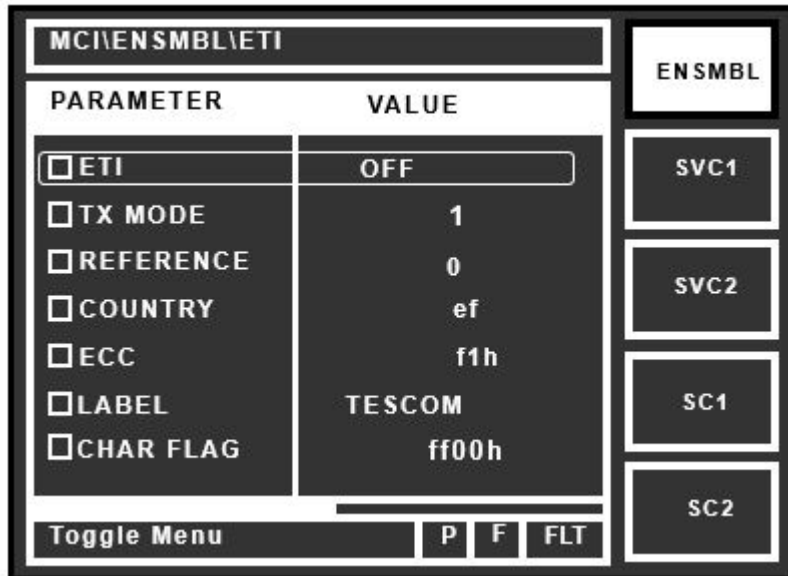 MCI\ENSMBL\ETI
PARAMETER VALUE
ETI OFF
TX MODE 1
REFERENCE 0
COUNTRY ef
ECC f1h
LABEL TESCOM
CHAR FLAG ff00h
Toggle Menu P F FLT
ENSMBL
SVC1
SVC2
SC1
SC2